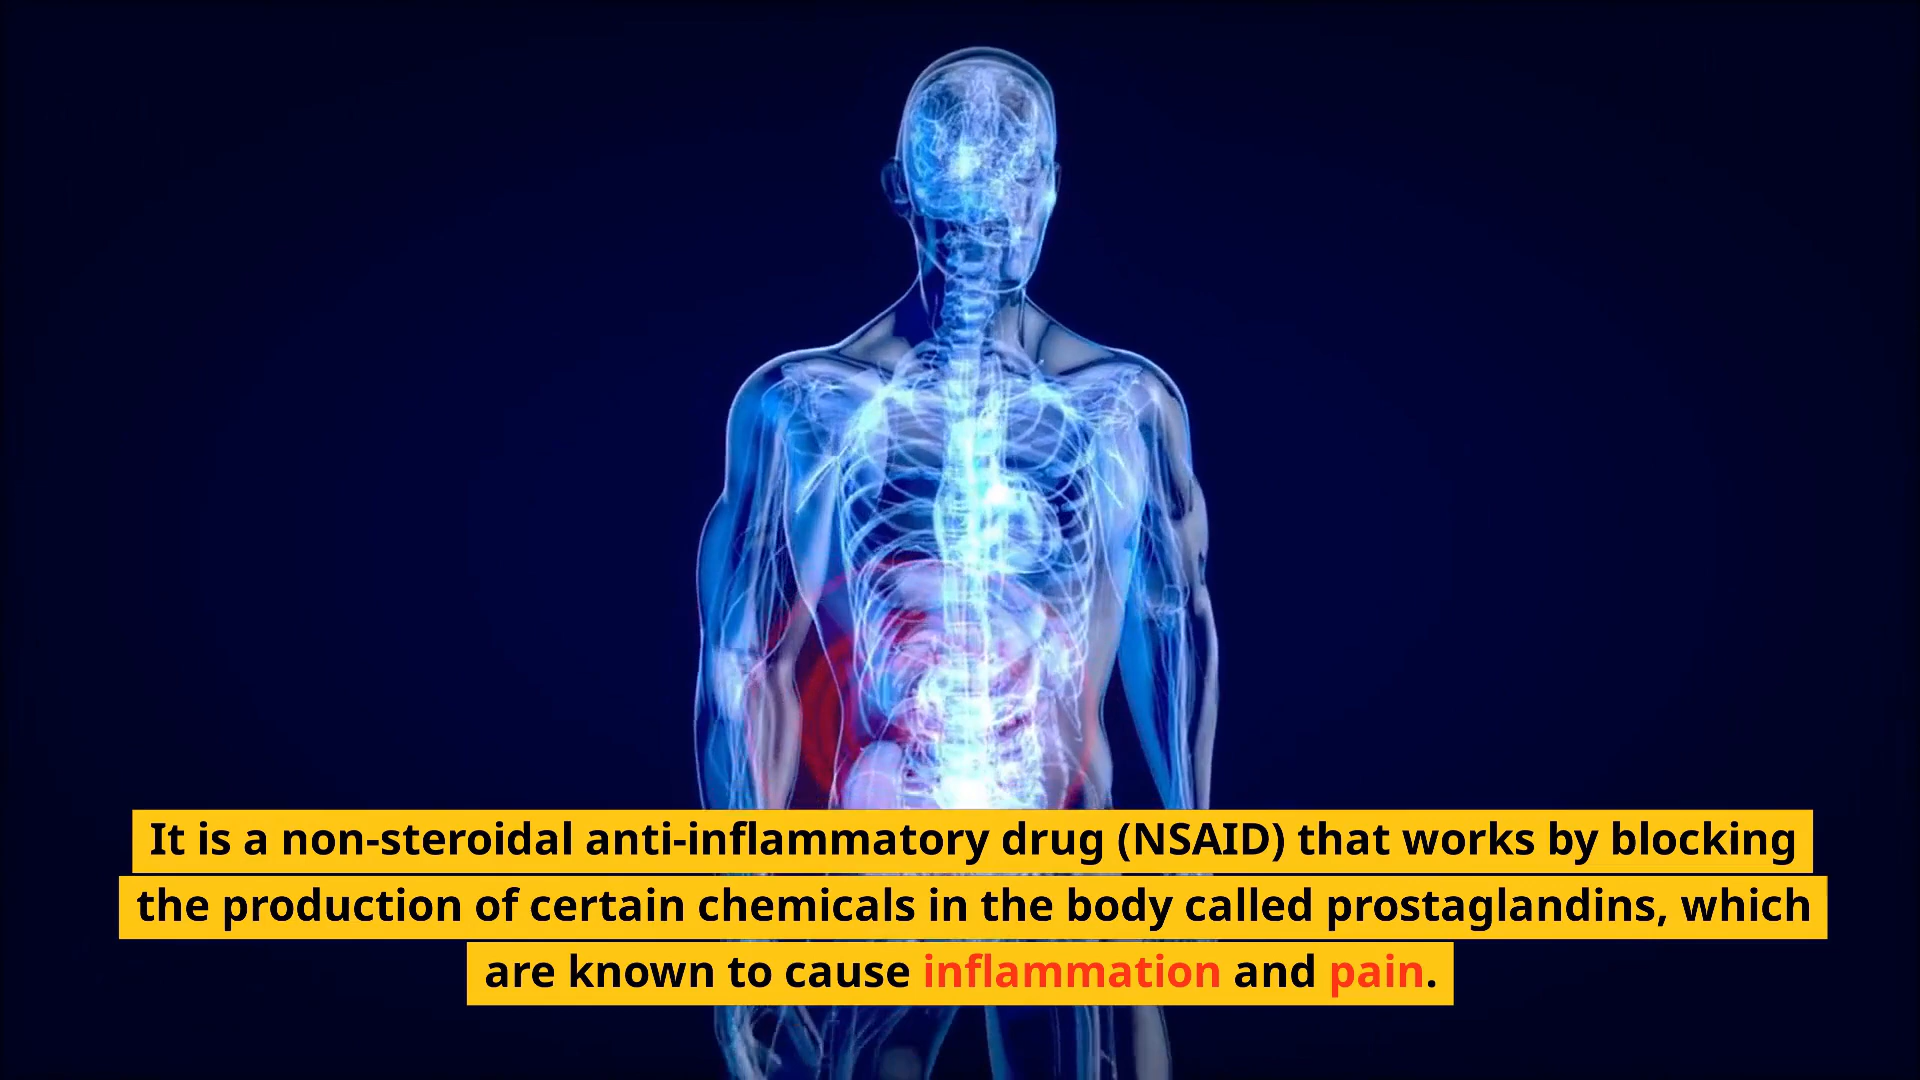 It is a non-steroidal anti-inflammatory drug (NSAID) that works by blocking
the production of certain chemicals in the body called prostaglandins, which
are known to cause inflammation and pain.